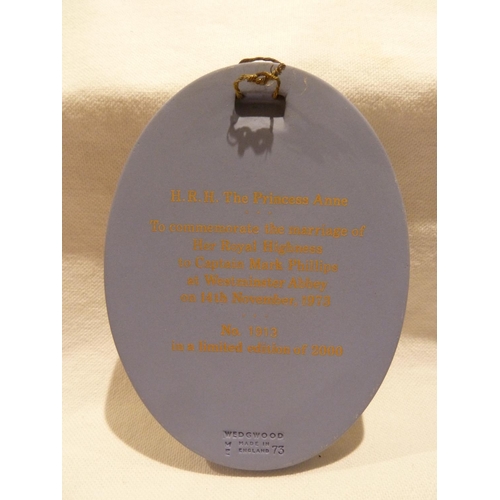 H. R. H. The Princess Anne
To commemorate the marriage of
Her Royal Highness
to Captain Mark Phillips
at Westminster Abbey
on 14th November, 1973
No.
in a limited edition of 2000
WEDGWOOD
MADE IN
ENGLAND 73